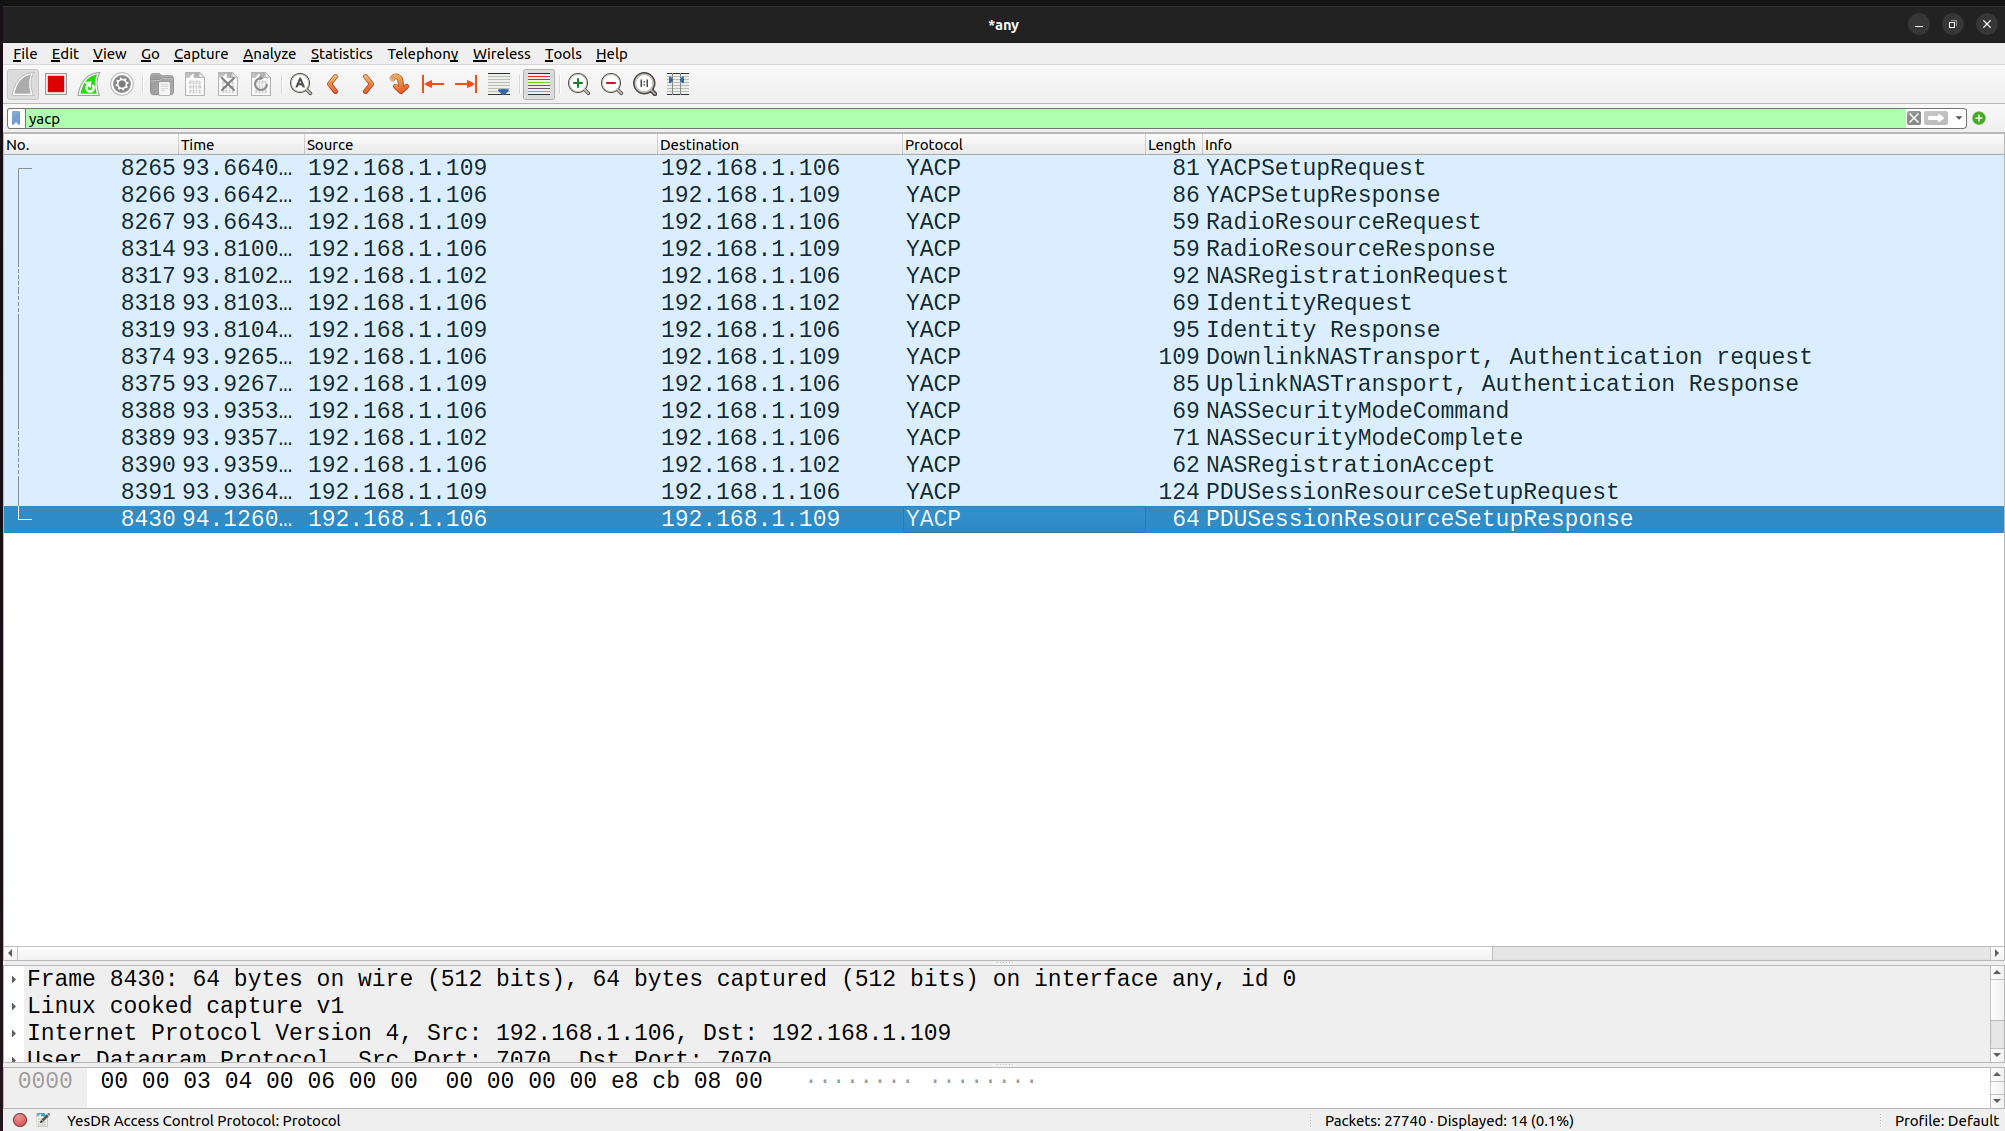 *any
File Edit View Go Capture Analyze Statistics Telephony Wireless Tools Help
yacp
No. Time Source Destination Protocol Length Info
8265 93.6640… 192.168.1.109 192.168.1.106 YACP 81 YACPSetupRequest
8266 93.6642… 192.168.1.106 192.168.1.109 YACP 86 YACPSetupResponse
8267 93.6643… 192.168.1.109 192.168.1.106 YACP 59 RadioResourceRequest
8314 93.8100… 192.168.1.106 192.168.1.109 YACP 59 RadioResourceResponse
8317 93.8102… 192.168.1.102 192.168.1.106 YACP 92 NASRegistrationRequest
8318 93.8103… 192.168.1.106 192.168.1.102 YACP 69 IdentityRequest
8319 93.8104… 192.168.1.109 192.168.1.106 YACP 95 Identity Response
8374 93.9265… 192.168.1.106 192.168.1.109 YACP 109 DownlinkNASTransport, Authentication request
8375 93.9267… 192.168.1.109 192.168.1.106 YACP 85 UplinkNASTransport, Authentication Response
8388 93.9353… 192.168.1.106 192.168.1.109 YACP 69 NASSecurityModeCommand
8389 93.9357… 192.168.1.102 192.168.1.106 YACP 71 NASSecurityModeComplete
8390 93.9359… 192.168.1.106 192.168.1.102 YACP 62 NASRegistrationAccept
8391 93.9364… 192.168.1.109 192.168.1.106 YACP 124 PDUSessionResourceSetupRequest
8430 94.1260… 192.168.1.106 192.168.1.109 YACP 64 PDUSessionResourceSetupResponse
Frame 8430: 64 bytes on wire (512 bits), 64 bytes captured (512 bits) on interface any, id 0
Linux cooked capture v1
Internet Protocol Version 4, Src: 192.168.1.106, Dst: 192.168.1.109
User Datagram Protocol, Src Port: 7070, Dst Port: 7070
0000 00 00 03 04 00 06 00 00 00 00 00 00 e8 cb 08 00 ········ ········
YesDR Access Control Protocol: Protocol Packets: 27740 · Displayed: 14 (0.1%) Profile: Default